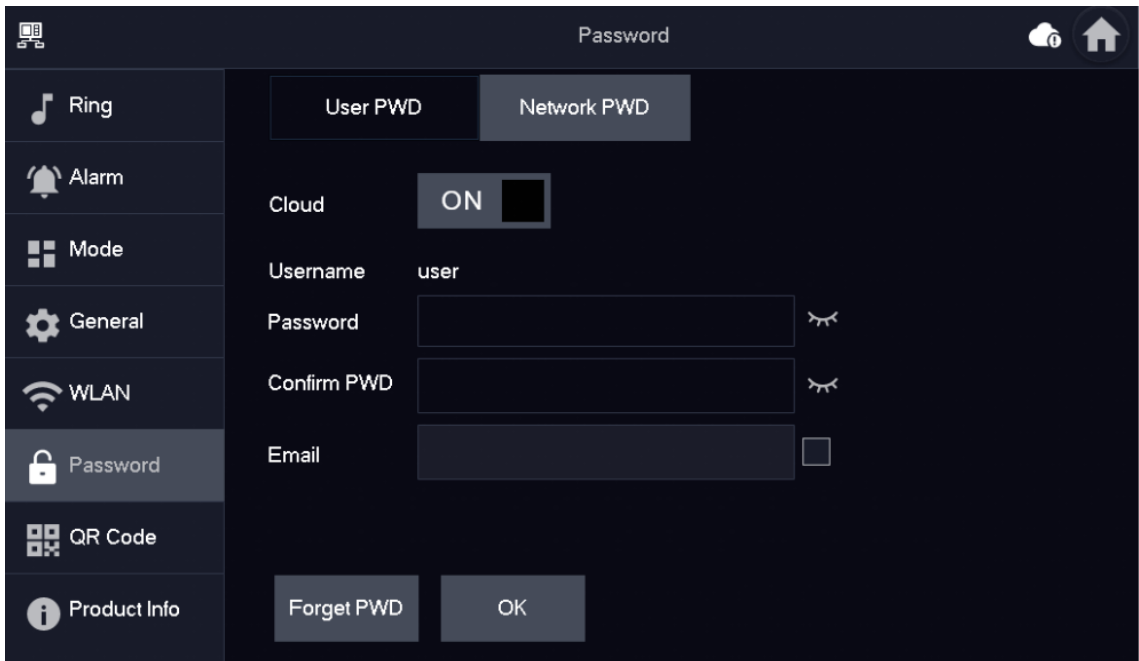 Password
Ring
Alarm
Mode
General
WLAN
Password
QR Code
Product Info
User PWD
Network PWD
Cloud
ON
Username
user
Password
Confirm PWD
Email
Forget PWD
OK